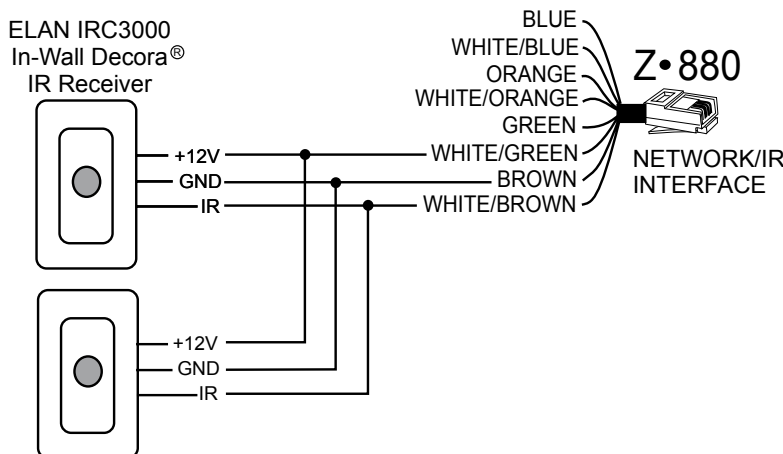 ELAN IRC3000
In-Wall Decora®
IR Receiver
BLUE
WHITE/BLUE
ORANGE
WHITE/ORANGE
GREEN
WHITE/GREEN
BROWN
WHITE/BROWN
Z•880
NETWORK/IR
INTERFACE
+12V
GND
IR
+12V
GND
IR